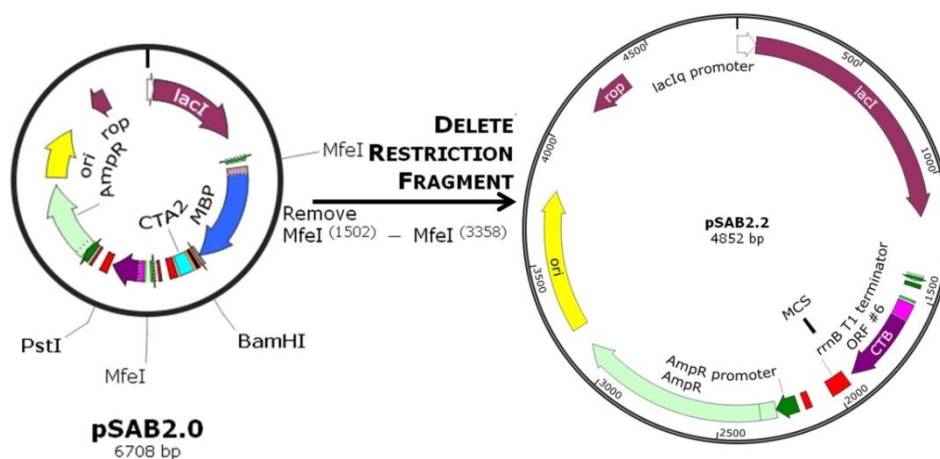 lacI
rop
ori
AmpR
CTA2
MBP
MfeI
BamHI
MfeI
PstI
pSAB2.0
6708 bp
DELETE
RESTRICTION
FRAGMENT
Remove
MfeI (1502) – MfeI (3358)
lacIq promoter
lacI
rop
500
1000
1500
2000
2500
3000
3500
4000
4500
pSAB2.2
4852 bp
ori
MCS
rrnB T1 terminator
ORF #6
CTB
AmpR promoter
AmpR